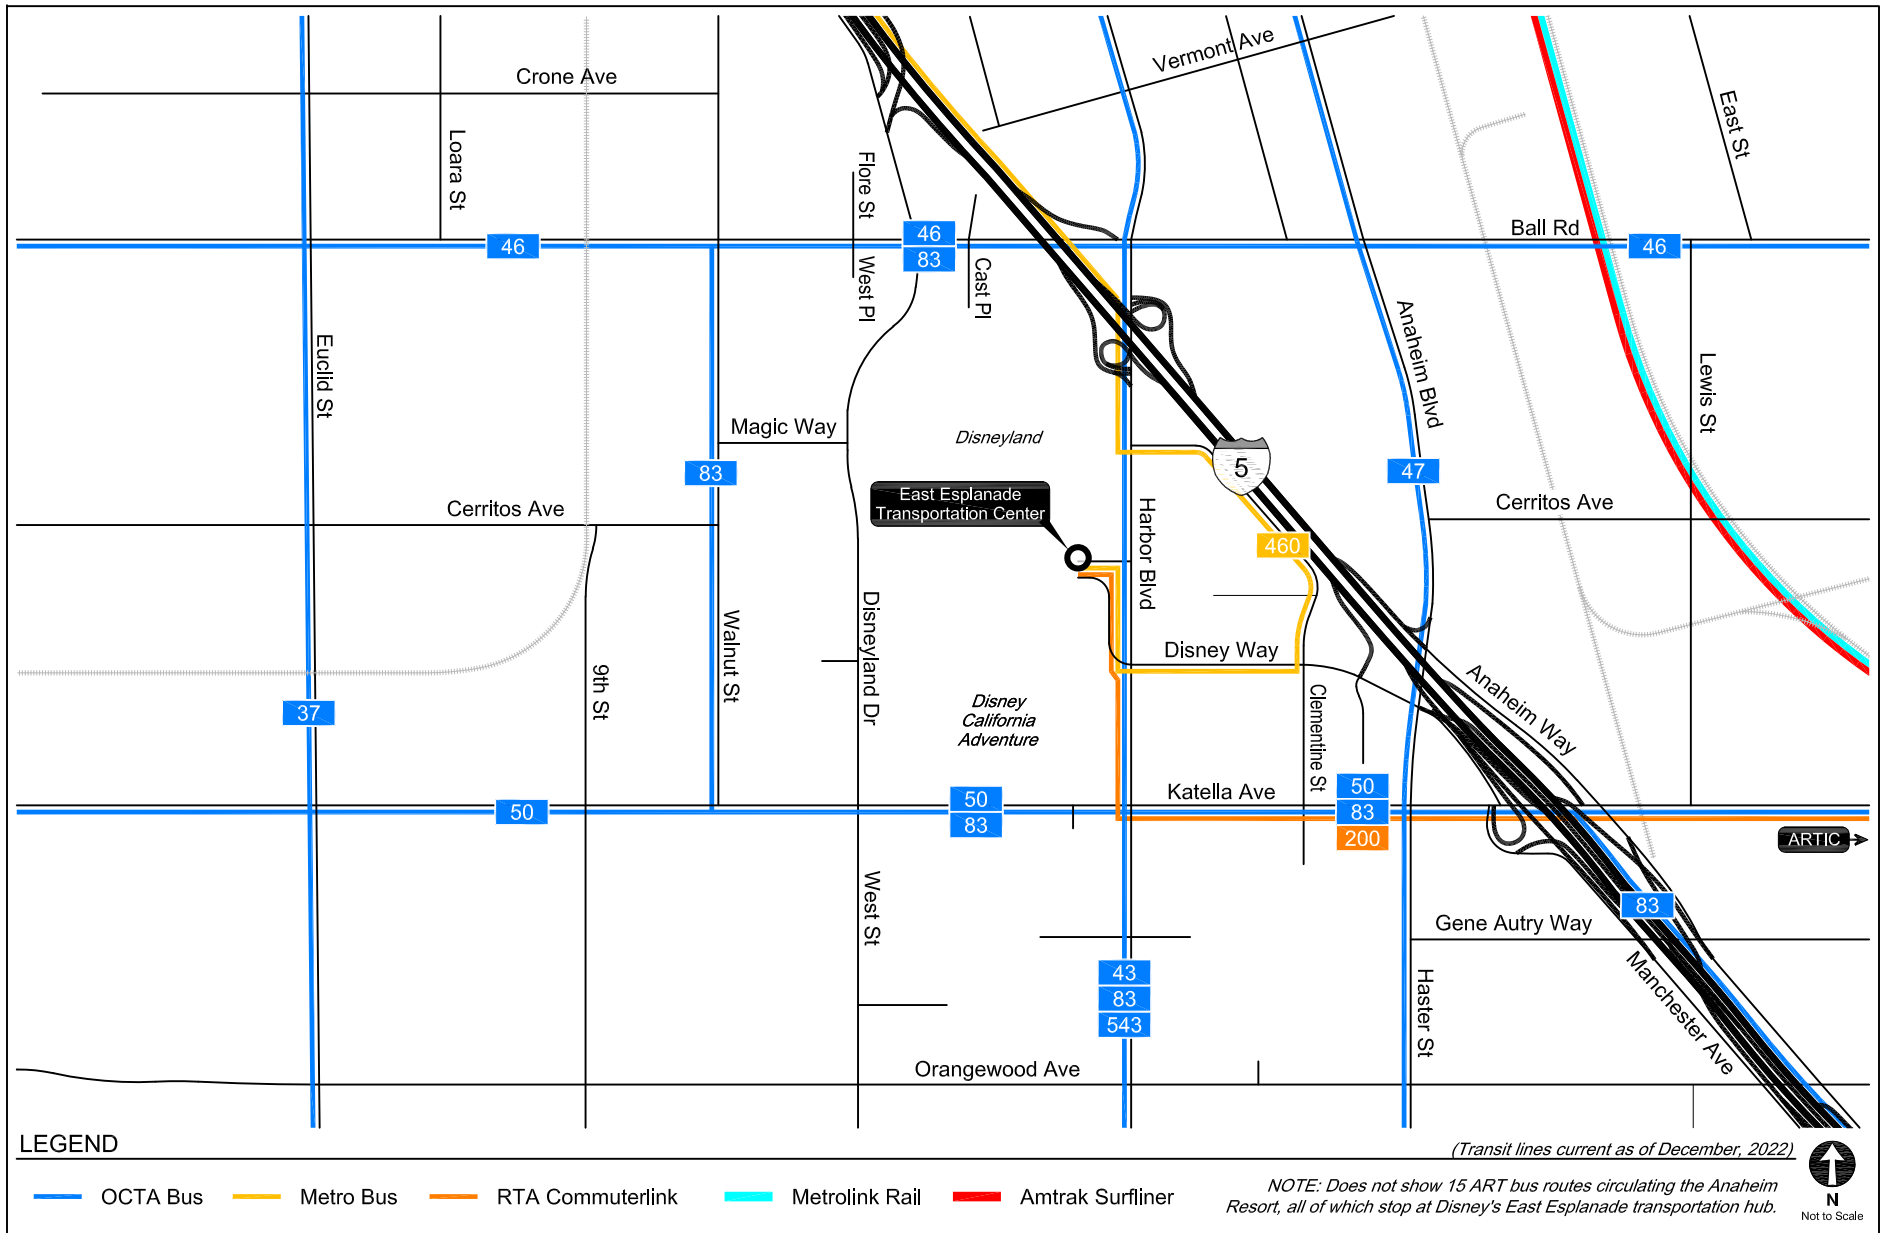 Vermont Ave
Crone Ave
East St
Loara St
Flore St
Ball Rd
46
46
83
46
West Pl
Cast Pl
Anaheim Blvd
Euclid St
Lewis St
Magic Way
Disneyland
5
83
47
East Esplanade
Transportation Center
Cerritos Ave
Cerritos Ave
Harbor Blvd
460
Disneyland Dr
Walnut St
Disney Way
9th St
Anaheim Way
37
Disney
California
Adventure
Clementine St
Katella Ave
50
50
83
50
83
200
ARTIC
West St
83
Gene Autry Way
Manchester Ave
43
83
543
Haster St
Orangewood Ave
LEGEND
(Transit lines current as of December, 2022)
OCTA Bus
Metro Bus
RTA Commuterlink
Metrolink Rail
Amtrak Surfliner
NOTE: Does not show 15 ART bus routes circulating the Anaheim
Resort, all of which stop at Disney's East Esplanade transportation hub.
N
Not to Scale